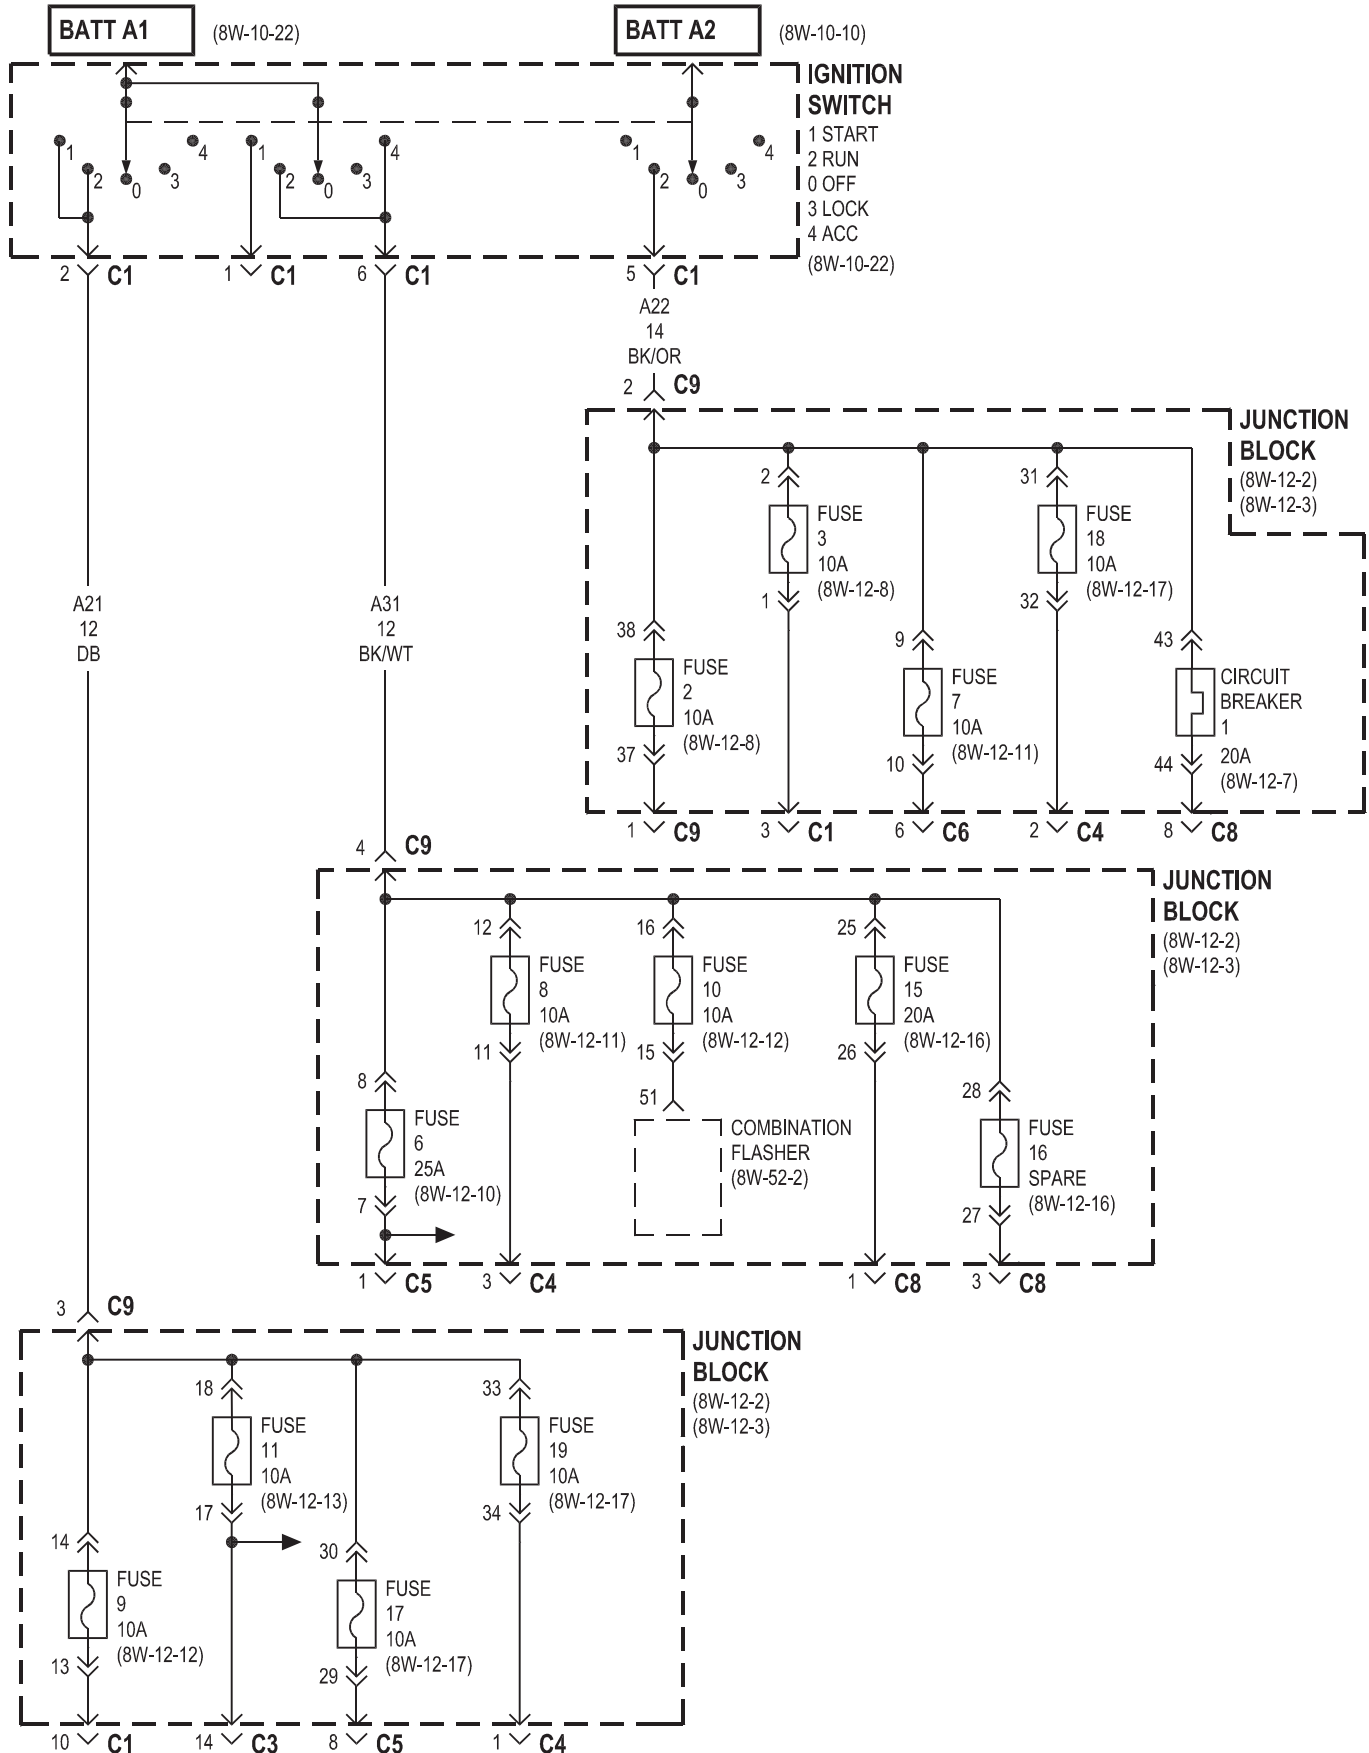 BATT A1
(8W-10-22)
BATT A2
(8W-10-10)
IGNITION
SWITCH
1 START
2 RUN
0 OFF
3 LOCK
4 ACC
(8W-10-22)
1
2
0
3
4
1
2
0
3
4
1
2
0
3
4
2 C1
1 C1
6 C1
5 C1
A22
14
BK/OR
2 C9
JUNCTION
BLOCK
(8W-12-2)
(8W-12-3)
2
FUSE
3
10A
(8W-12-8)
1
31
FUSE
18
10A
(8W-12-17)
32
38
FUSE
2
10A
(8W-12-8)
37
9
FUSE
7
10A
(8W-12-11)
10
43
CIRCUIT
BREAKER
1
20A
(8W-12-7)
44
1 C9
3 C1
6 C6
2 C4
8 C8
A21
12
DB
A31
12
BK/WT
4 C9
JUNCTION
BLOCK
(8W-12-2)
(8W-12-3)
12
FUSE
8
10A
(8W-12-11)
11
16
FUSE
10
10A
(8W-12-12)
15
51
COMBINATION
FLASHER
(8W-52-2)
25
FUSE
15
20A
(8W-12-16)
26
8
FUSE
6
25A
(8W-12-10)
7
28
FUSE
16
SPARE
(8W-12-16)
27
1 C5
3 C4
1 C8
3 C8
3 C9
JUNCTION
BLOCK
(8W-12-2)
(8W-12-3)
18
FUSE
11
10A
(8W-12-13)
17
33
FUSE
19
10A
(8W-12-17)
34
14
FUSE
9
10A
(8W-12-12)
13
30
FUSE
17
10A
(8W-12-17)
29
10 C1
14 C3
8 C5
1 C4